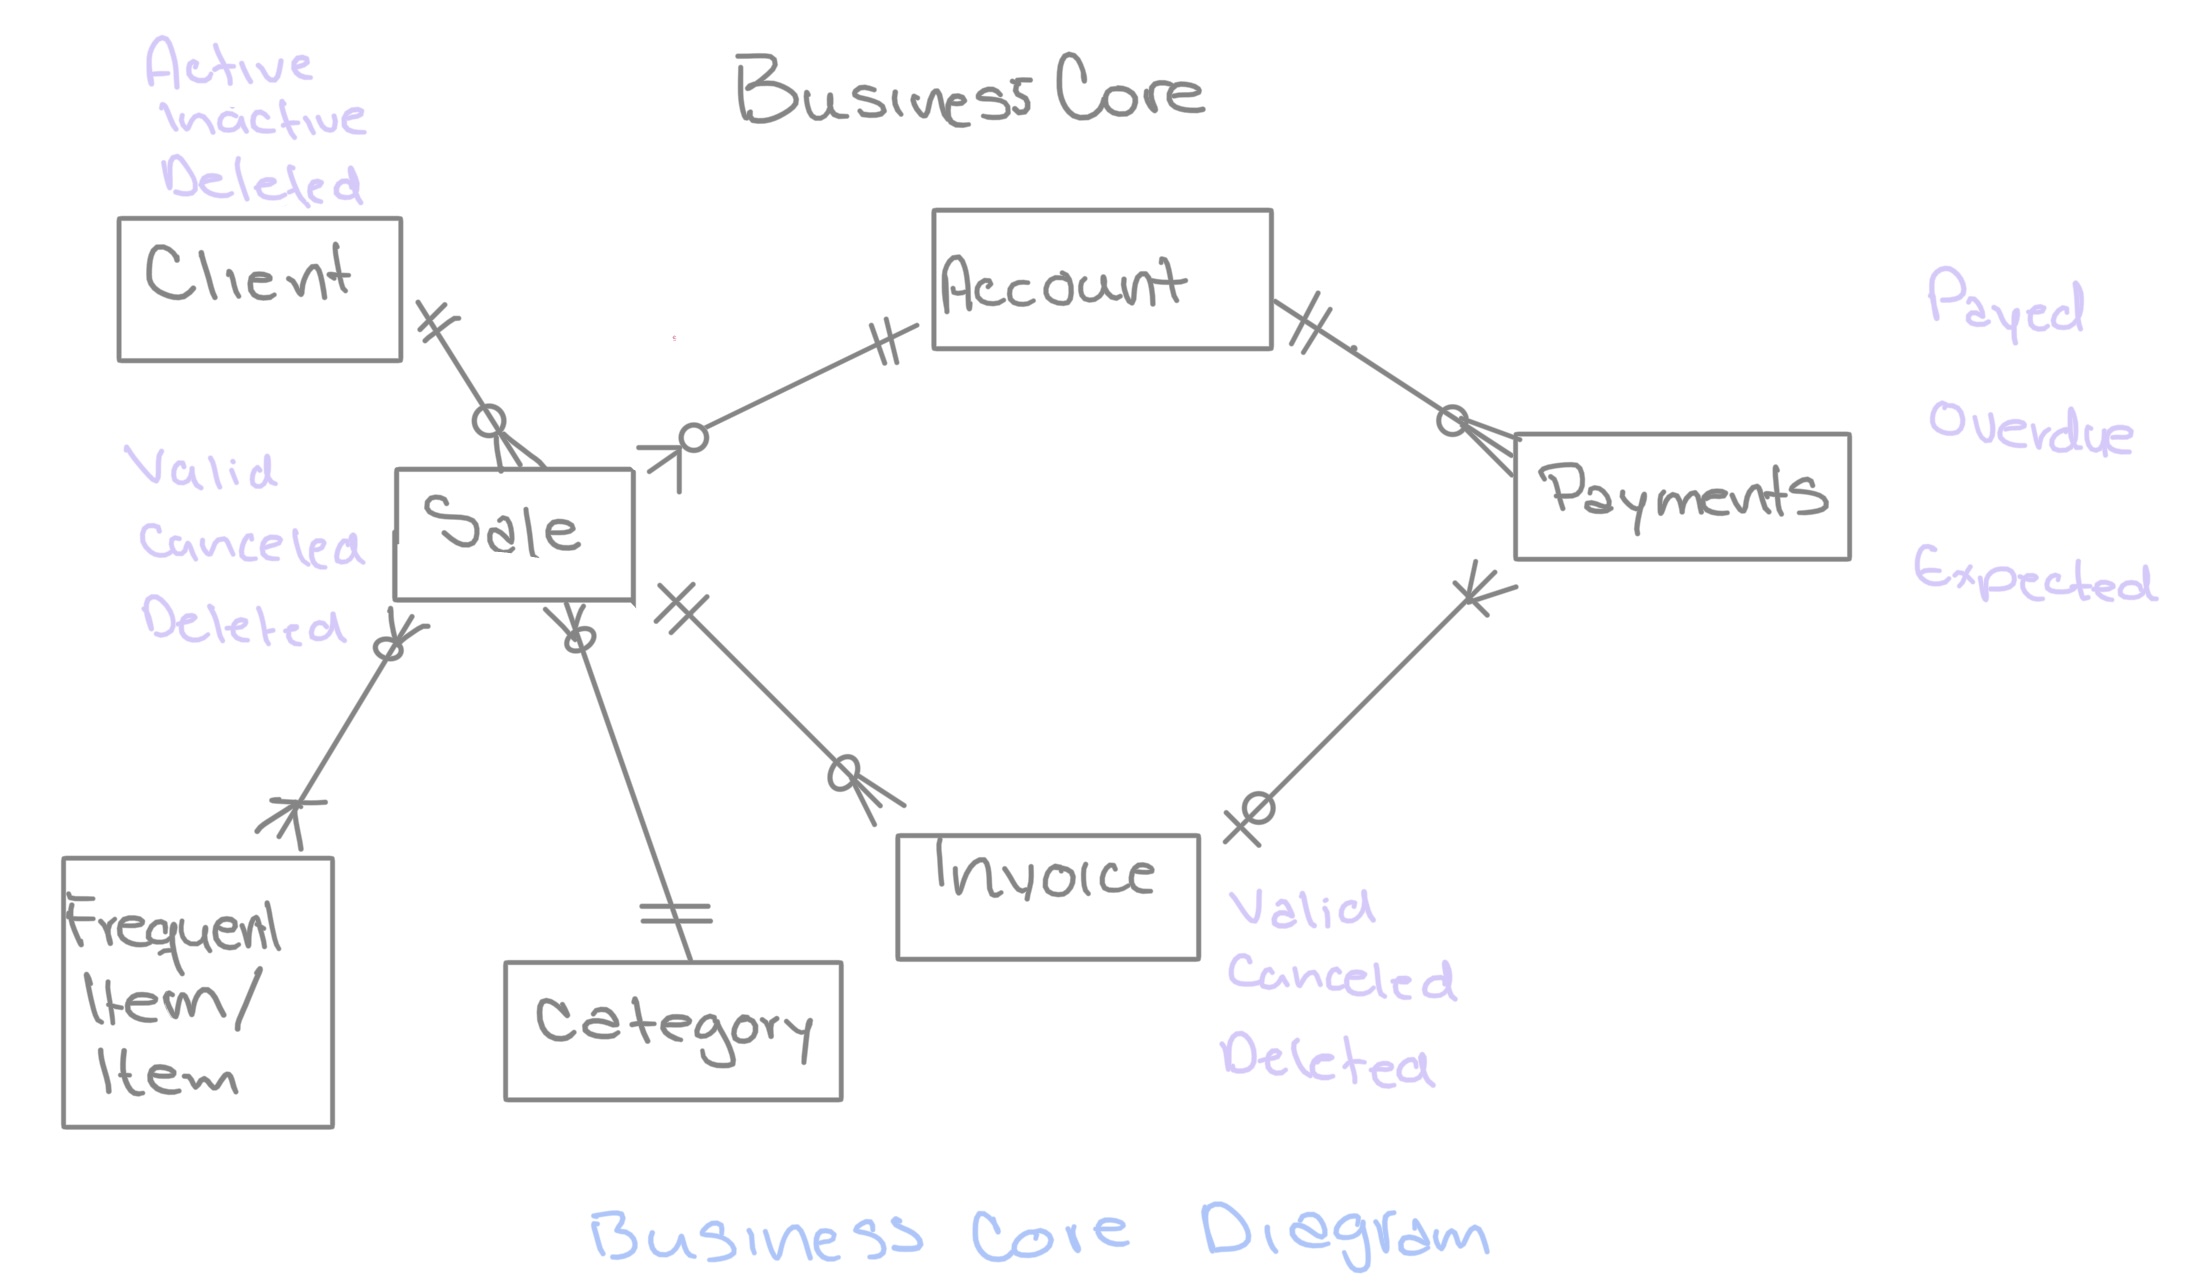 Business Core
Active
Inactive
Deleted
Client
Account
Payed
Overdue
Expected
Valid
Canceled
Deleted
Sale
Payments
Invoice
Valid
Canceled
Deleted
Frequent
Item/
Item
Category
Business Core Diagram